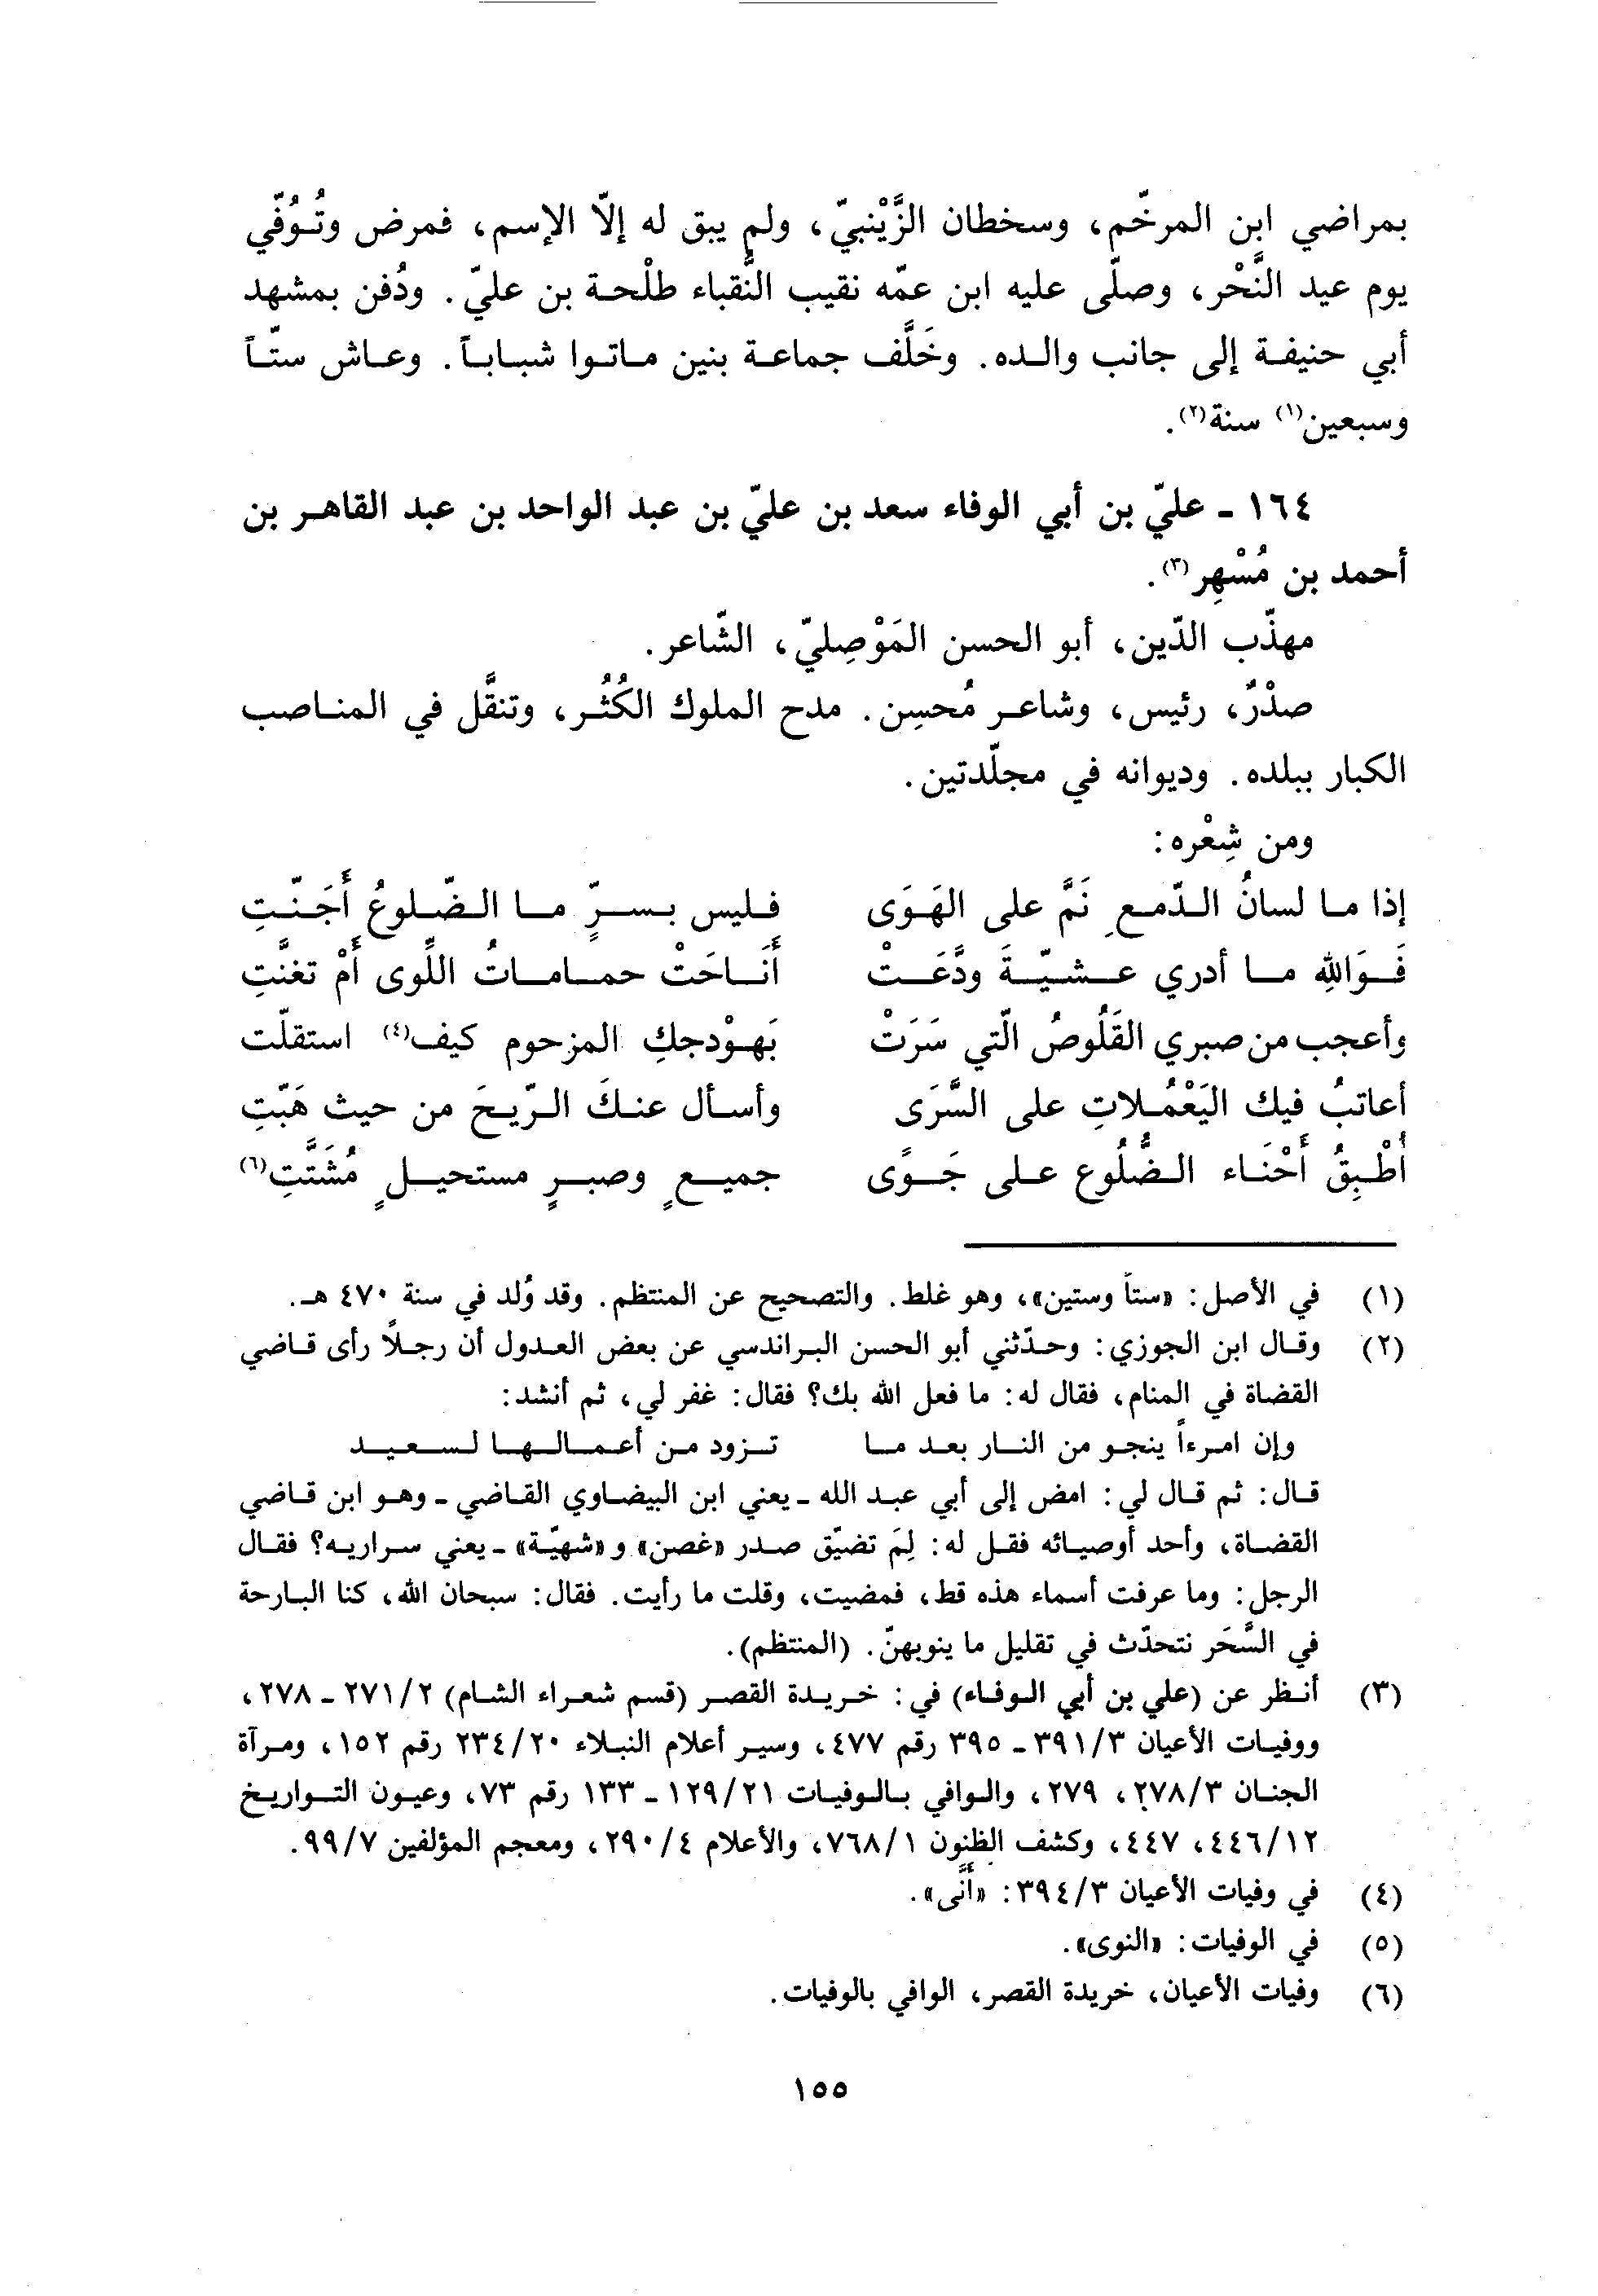 بمراضي ابن المرخّم، وسخطان الزَّيْنبيّ، ولم يبق له إلّا الإسم، فمرض وتُوُفّي
يوم عيد النَّحْر، وصلّى عليه ابن عمّه نقيب النُّقباء طلْحة بن عليّ. ودُفن بمشهد
أبي حنيفة إلى جانب والده. وخَلَّف جماعة بنين ماتوا شباباً. وعاش ستّاً
وسبعين(١) سنة(٢).
١٦٤ ـ عليّ بن أبي الوفاء سعد بن عليّ بن عبد الواحد بن عبد القاهر بن
أحمد بن مُسْهِر(٣).
مهذّب الدّين، أبو الحسن المَوْصِليّ، الشّاعر.
صدْرٌ، رئيس، وشاعر مُحسِن. مدح الملوك الكُثُر، وتنقَّل في المناصب
الكبار ببلده. وديوانه في مجلّدتين.
ومن شِعْره:
إذا ما لسانُ الدّمعِ نَمَّ على الهَوَى فليس بسرٍّ ما الضّلوعُ أَجَنّتِ
فَوَاللهِ ما أدري عشيّةَ ودَّعَتْ أَنَاحَتْ حماماتُ اللِّوى أَمْ تغنَّتِ
وأعجب من صبري القَلُوصُ الّتي سَرَتْ بَهوْدجكِ المزحوم كيف(٤) استقلّت
أعاتبُ فيك اليَعْمُلاتِ على السَّرَى وأسأل عنكَ الرّيحَ من حيث هَبّتِ
أُطْبِقُ أَحْنَاء الضُّلُوع على جَوًى جميعٍ وصبرٍ مستحيلٍ مُشَتَّتِ(٦)
(١) في الأصل: «ستاً وستين»، وهو غلط. والتصحيح عن المنتظم. وقد وُلد في سنة ٤٧٠ هـ.
(٢) وقال ابن الجوزي: وحدّثني أبو الحسن البراندسي عن بعض العدول أن رجلاً رأى قاضي
القضاة في المنام، فقال له: ما فعل الله بك؟ فقال: غفر لي، ثم أنشد:
وإن امرءاً ينجو من النار بعد ما تزود من أعمالها لسعيد
قال: ثم قال لي: امض إلى أبي عبد الله ـ يعني ابن البيضاوي القاضي ـ وهو ابن قاضي
القضاة، وأحد أوصيائه فقل له: لِمَ تضيّق صدر «غصن» و«شهيّة» ـ يعني سراريه؟ فقال
الرجل: وما عرفت أسماء هذه قط، فمضيت، وقلت ما رأيت. فقال: سبحان الله، كنا البارحة
في السَّحَر نتحدّث في تقليل ما ينوبهنّ. (المنتظم).
(٣) أنظر عن (علي بن أبي الوفاء) في: خريدة القصر (قسم شعراء الشام) ٢/ ٢٧١ ـ ٢٧٨،
ووفيات الأعيان ٣/ ٣٩١ ـ ٣٩٥ رقم ٤٧٧، وسير أعلام النبلاء ٢٠/ ٢٣٤ رقم ١٥٢، ومرآة
الجنان ٣/ ٢٧٨، ٢٧٩، والوافي بالوفيات ٢١/ ١٢٩ ـ ١٣٣ رقم ٧٣، وعيون التواريخ
١٢/ ٤٤٦، ٤٤٧، وكشف الظنون ١/ ٧٦٨، والأعلام ٤/ ٢٩٠، ومعجم المؤلفين ٧/ ٩٩.
(٤) في وفيات الأعيان ٣/ ٣٩٤: «أنَّى».
(٥) في الوفيات: «النوى».
(٦) وفيات الأعيان، خريدة القصر، الوافي بالوفيات.
١٥٥